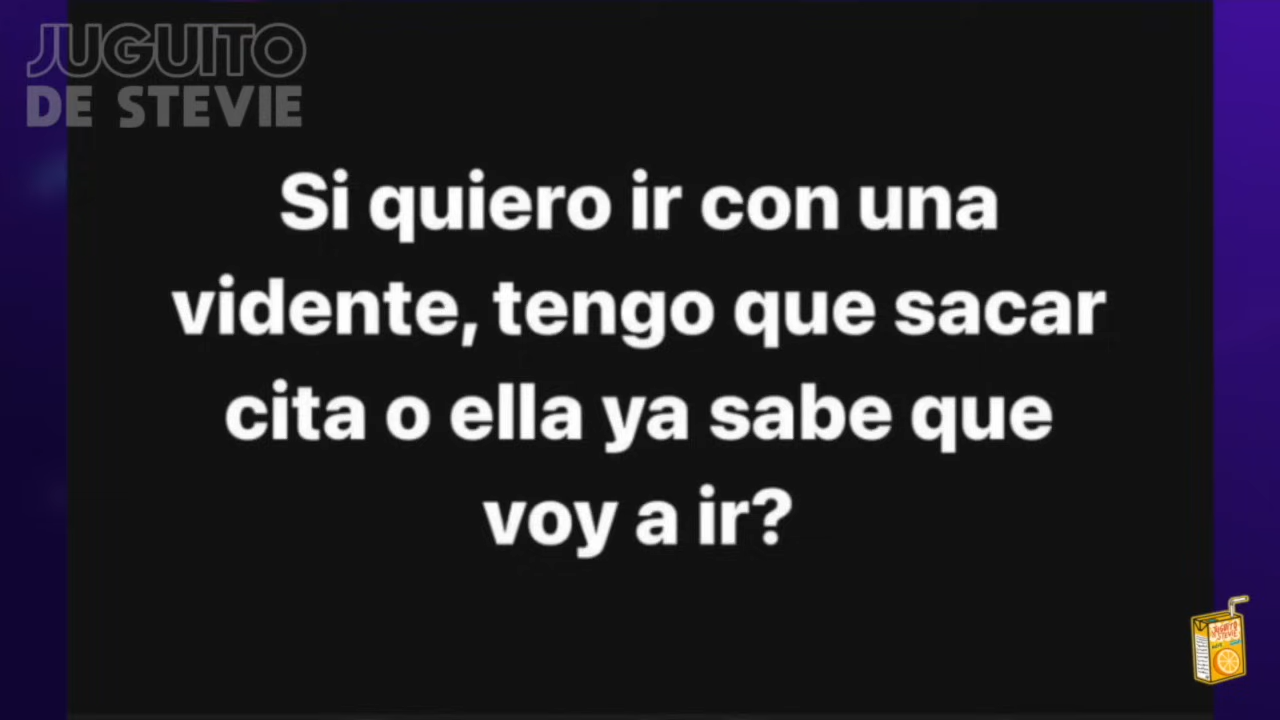 JUGUITO
DE STEVIE
Si quiero ir con una
vidente, tengo que sacar
cita o ella ya sabe que
voy a ir?
JUGUITO